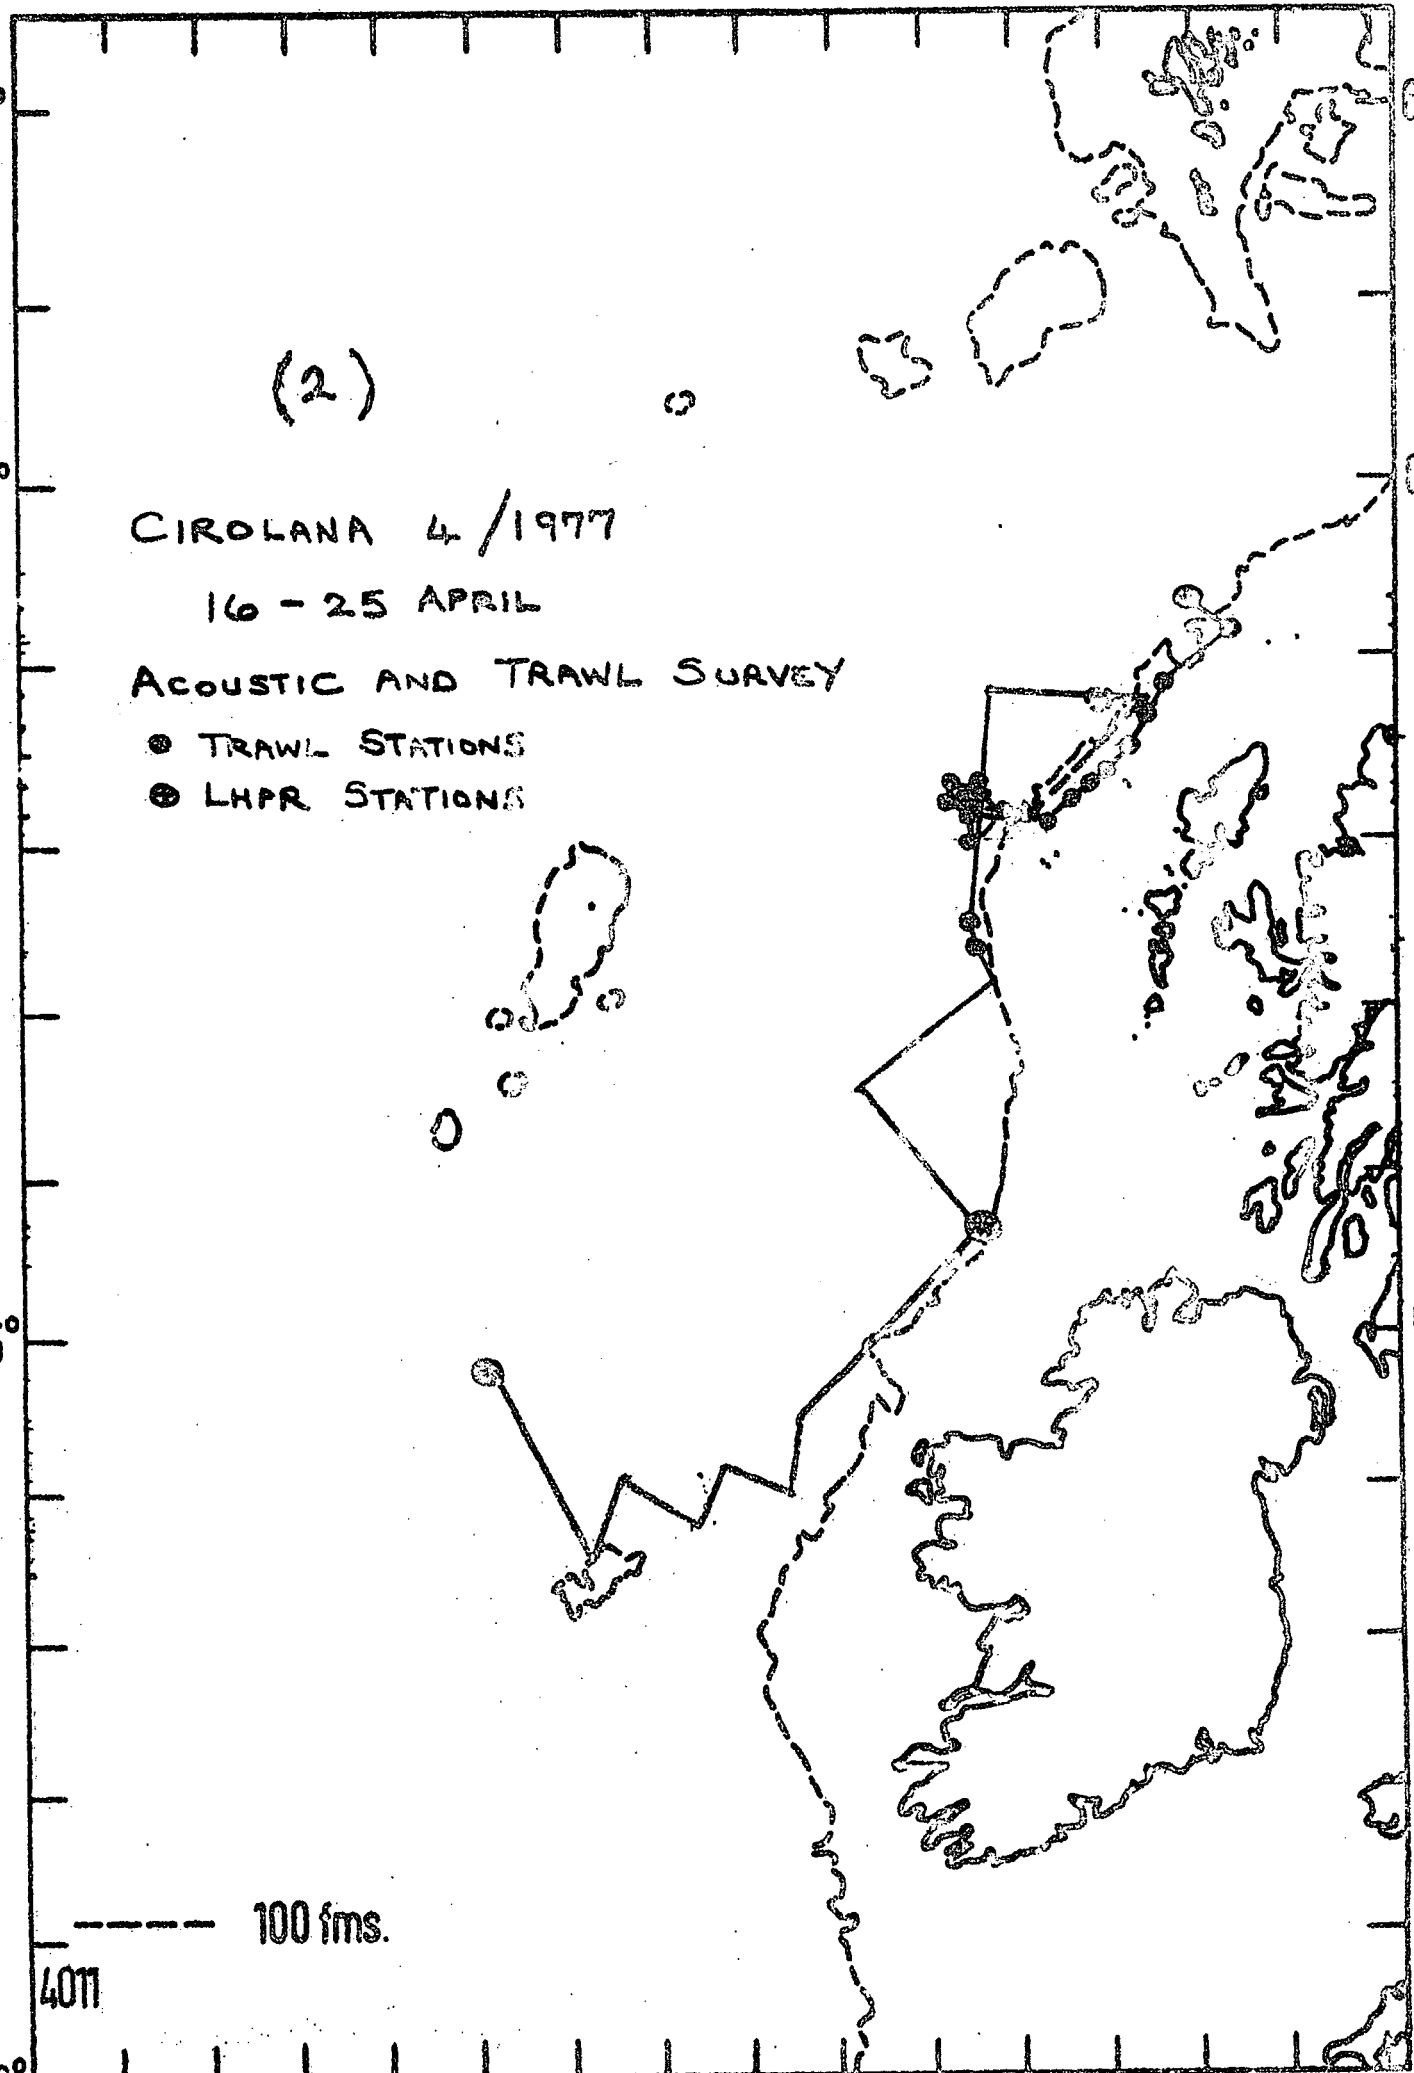 (2)
CIROLANA 4/1977
16 - 25 APRIL
ACOUSTIC AND TRAWL SURVEY
TRAWL STATIONS
LHPR STATIONS
100 fms.
4011